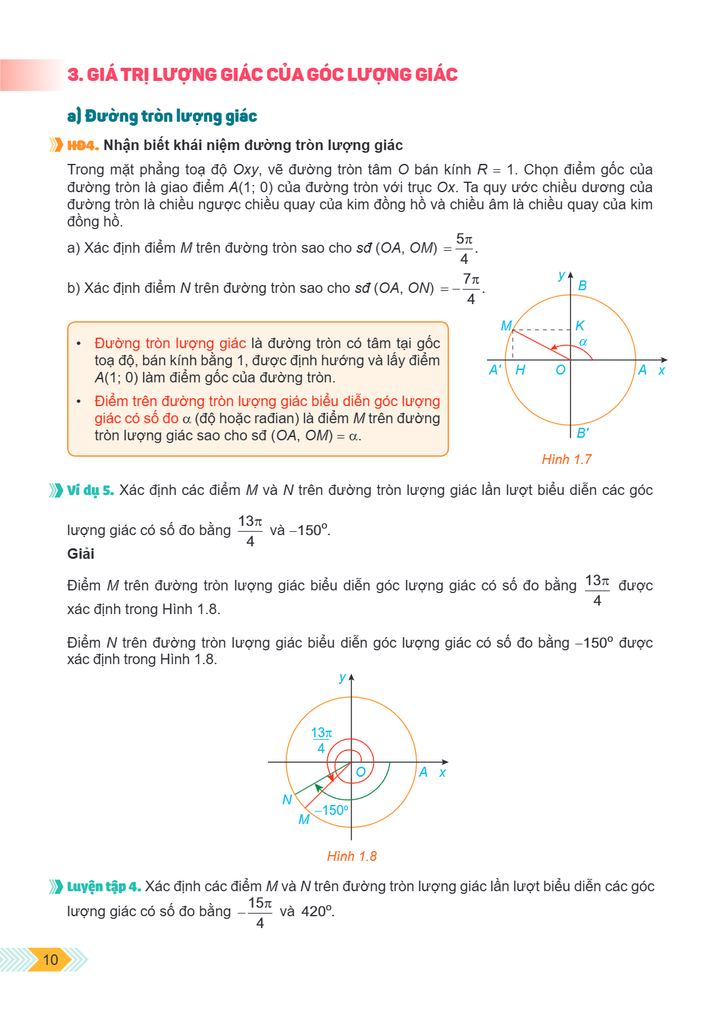 3. GIÁ TRỊ LƯỢNG GIÁC CỦA GÓC LƯỢNG GIÁC
a) Đường tròn lượng giác
HĐ4. Nhận biết khái niệm đường tròn lượng giác
Trong mặt phẳng toạ độ Oxy, vẽ đường tròn tâm O bán kính R = 1. Chọn điểm gốc của
đường tròn là giao điểm A(1; 0) của đường tròn với trục Ox. Ta quy ước chiều dương của
đường tròn là chiều ngược chiều quay của kim đồng hồ và chiều âm là chiều quay của kim
đồng hồ.
a) Xác định điểm M trên đường tròn sao cho sđ (OA, OM) = 5π/4.
b) Xác định điểm N trên đường tròn sao cho sđ (OA, ON) = −7π/4.
• Đường tròn lượng giác là đường tròn có tâm tại gốc
toạ độ, bán kính bằng 1, được định hướng và lấy điểm
A(1; 0) làm điểm gốc của đường tròn.
• Điểm trên đường tròn lượng giác biểu diễn góc lượng
giác có số đo α (độ hoặc rađian) là điểm M trên đường
tròn lượng giác sao cho sđ (OA, OM) = α.
y
B
M
K
α
A'
H
O
A
x
B'
Hình 1.7
Ví dụ 5. Xác định các điểm M và N trên đường tròn lượng giác lần lượt biểu diễn các góc
lượng giác có số đo bằng 13π/4 và −150º.
Giải
Điểm M trên đường tròn lượng giác biểu diễn góc lượng giác có số đo bằng 13π/4 được
xác định trong Hình 1.8.
Điểm N trên đường tròn lượng giác biểu diễn góc lượng giác có số đo bằng −150º được
xác định trong Hình 1.8.
y
13π/4
O
A
x
N
−150º
M
Hình 1.8
Luyện tập 4. Xác định các điểm M và N trên đường tròn lượng giác lần lượt biểu diễn các góc
lượng giác có số đo bằng −15π/4 và 420º.
10